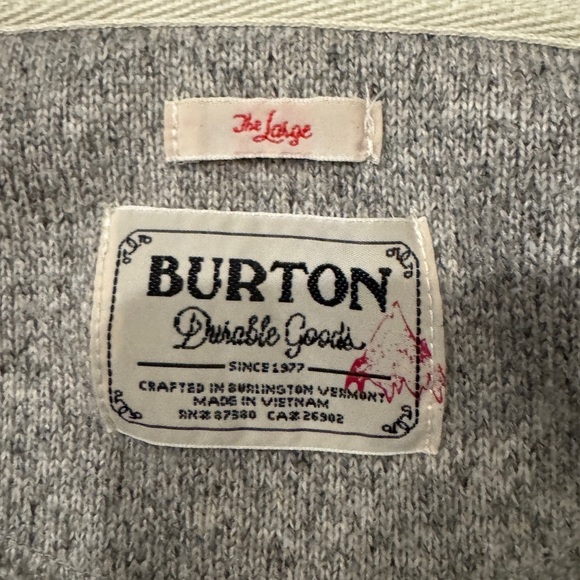 The Large
BURTON
Durable Goods
SINCE 1977
CRAFTED IN BURLINGTON VERMONT
MADE IN VIETNAM
RN# 87380 CA# 26902